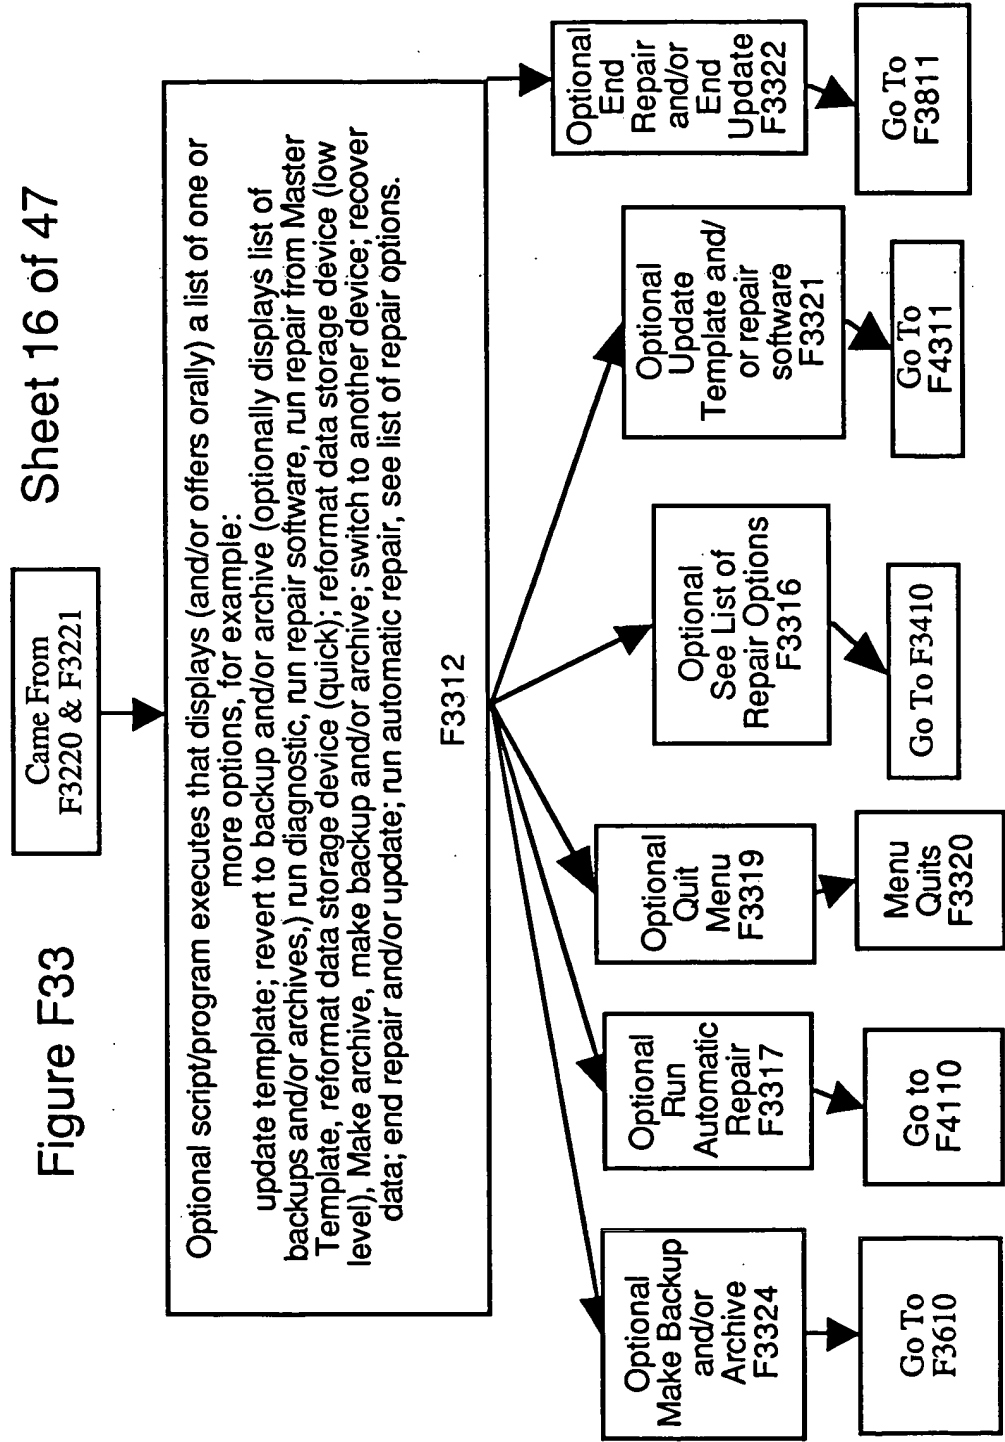 Figure F33
Sheet 16 of 47
Came From
F3220 & F3221
Optional script/program executes that displays (and/or offers orally) a list of one or
more options, for example:
update template; revert to backup and/or archive (optionally displays list of
backups and/or archives,) run diagnostic, run repair software, run repair from Master
Template, reformat data storage device (quick); reformat data storage device (low
level), Make archive, make backup and/or archive; switch to another device; recover
data; end repair and/or update; run automatic repair, see list of repair options.
F3312
Optional
Make Backup
and/or
Archive
F3324
Go To
F3610
Optional
Run
Automatic
Repair
F3317
Go to
F4110
Optional
Quit
Menu
F3319
Menu
Quits
F3320
Optional
See List of
Repair Options
F3316
Go To F3410
Optional
Update
Template and/
or repair
software
F3321
Go To
F4311
Optional
End
Repair
and/or
End
Update
F3322
Go To
F3811